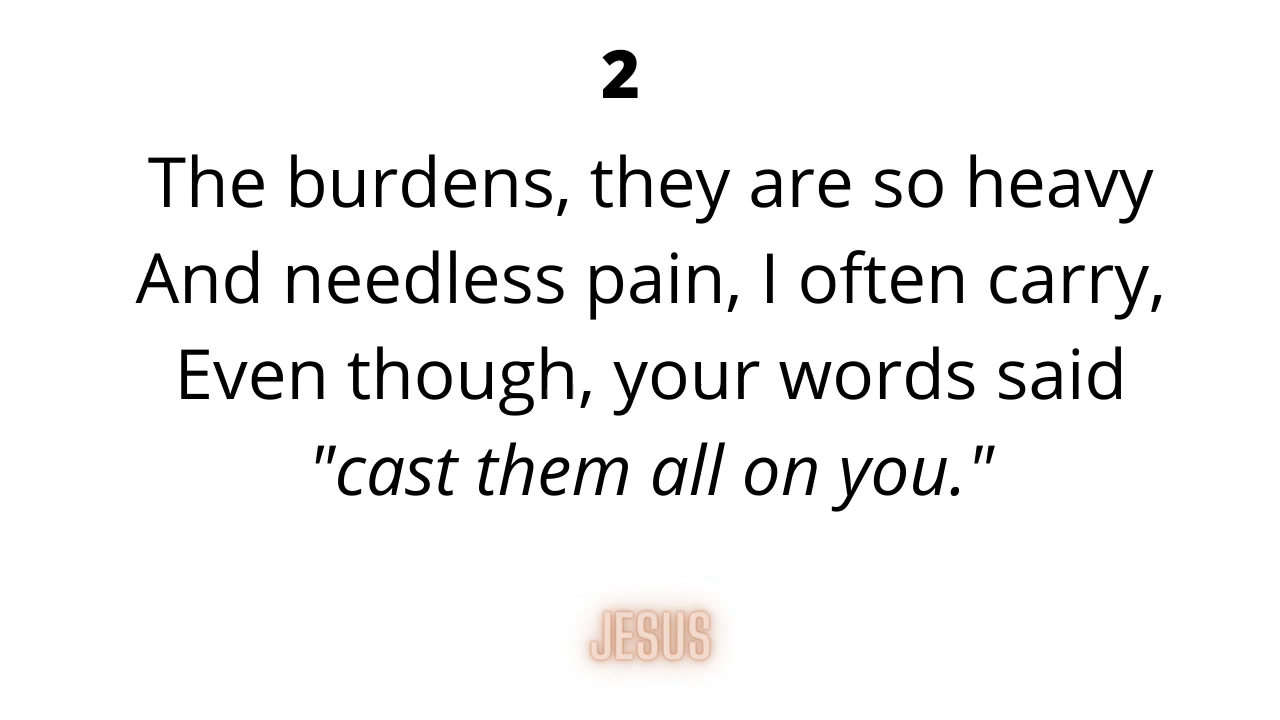 2
The burdens, they are so heavy
And needless pain, I often carry,
Even though, your words said
"cast them all on you."
JESUS